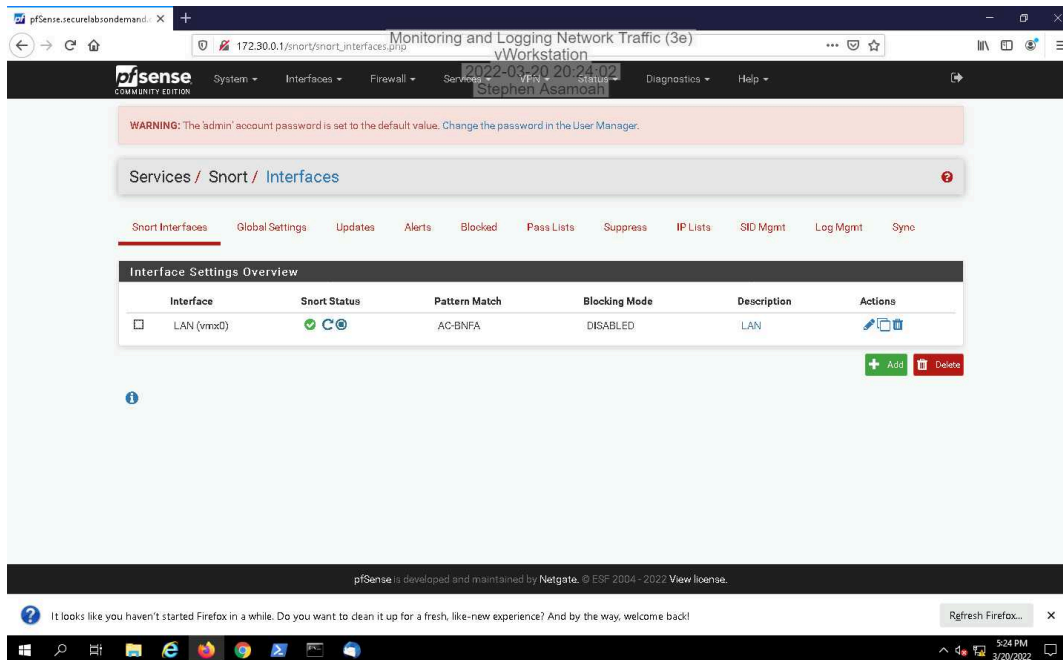 pfSense.securelabsondemand.
172.30.0.1/snort/snort_interfaces.php
Monitoring and Logging Network Traffic (3e)
vWorkstation
2022-03-20 20:24:02
Stephen Asamoah
pfsense COMMUNITY EDITION
System Interfaces Firewall Services VPN Status Diagnostics Help
WARNING: The 'admin' account password is set to the default value. Change the password in the User Manager.
Services / Snort / Interfaces
Snort Interfaces Global Settings Updates Alerts Blocked Pass Lists Suppress IP Lists SID Mgmt Log Mgmt Sync
Interface Settings Overview
Interface Snort Status Pattern Match Blocking Mode Description Actions
LAN (vmx0) AC-BNFA DISABLED LAN
Add Delete
pfSense is developed and maintained by Netgate. © ESF 2004 - 2022 View license.
It looks like you haven't started Firefox in a while. Do you want to clean it up for a fresh, like-new experience? And by the way, welcome back! Refresh Firefox...
5:24 PM
3/20/2022